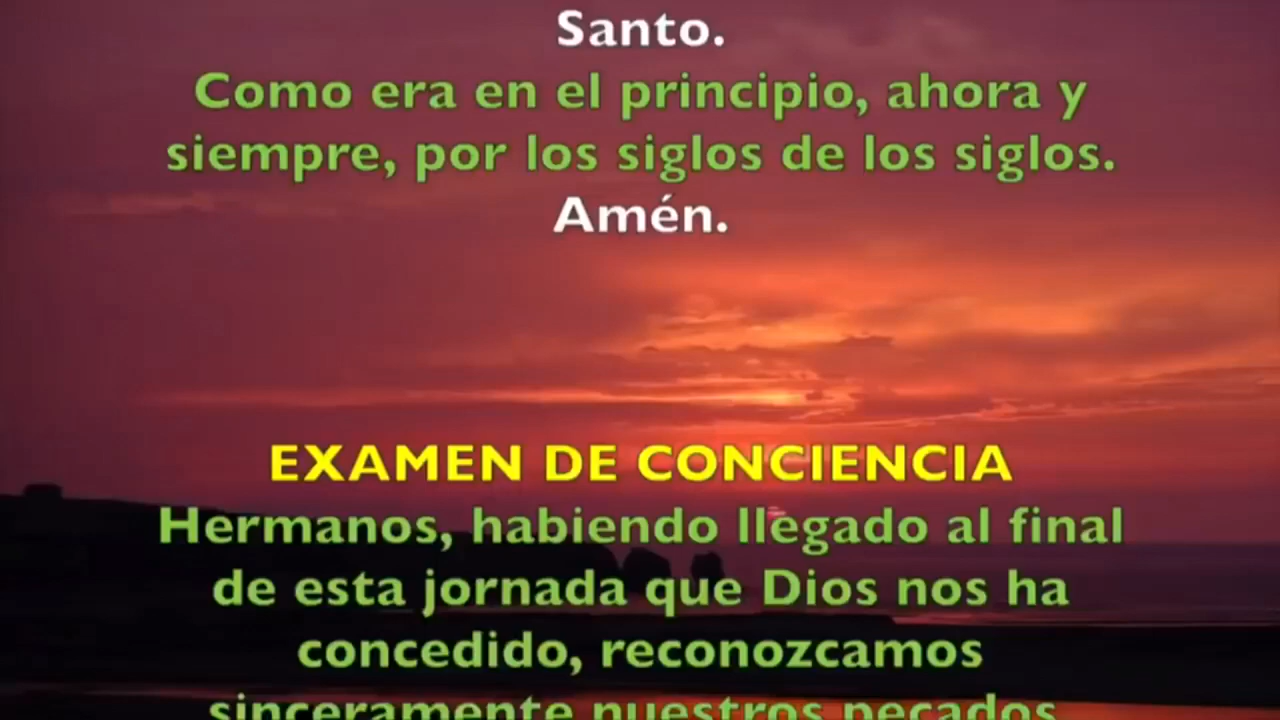 Santo.
Como era en el principio, ahora y
siempre, por los siglos de los siglos.
Amén.
EXAMEN DE CONCIENCIA
Hermanos, habiendo llegado al final
de esta jornada que Dios nos ha
concedido, reconozcamos
sinceramente nuestros pecados